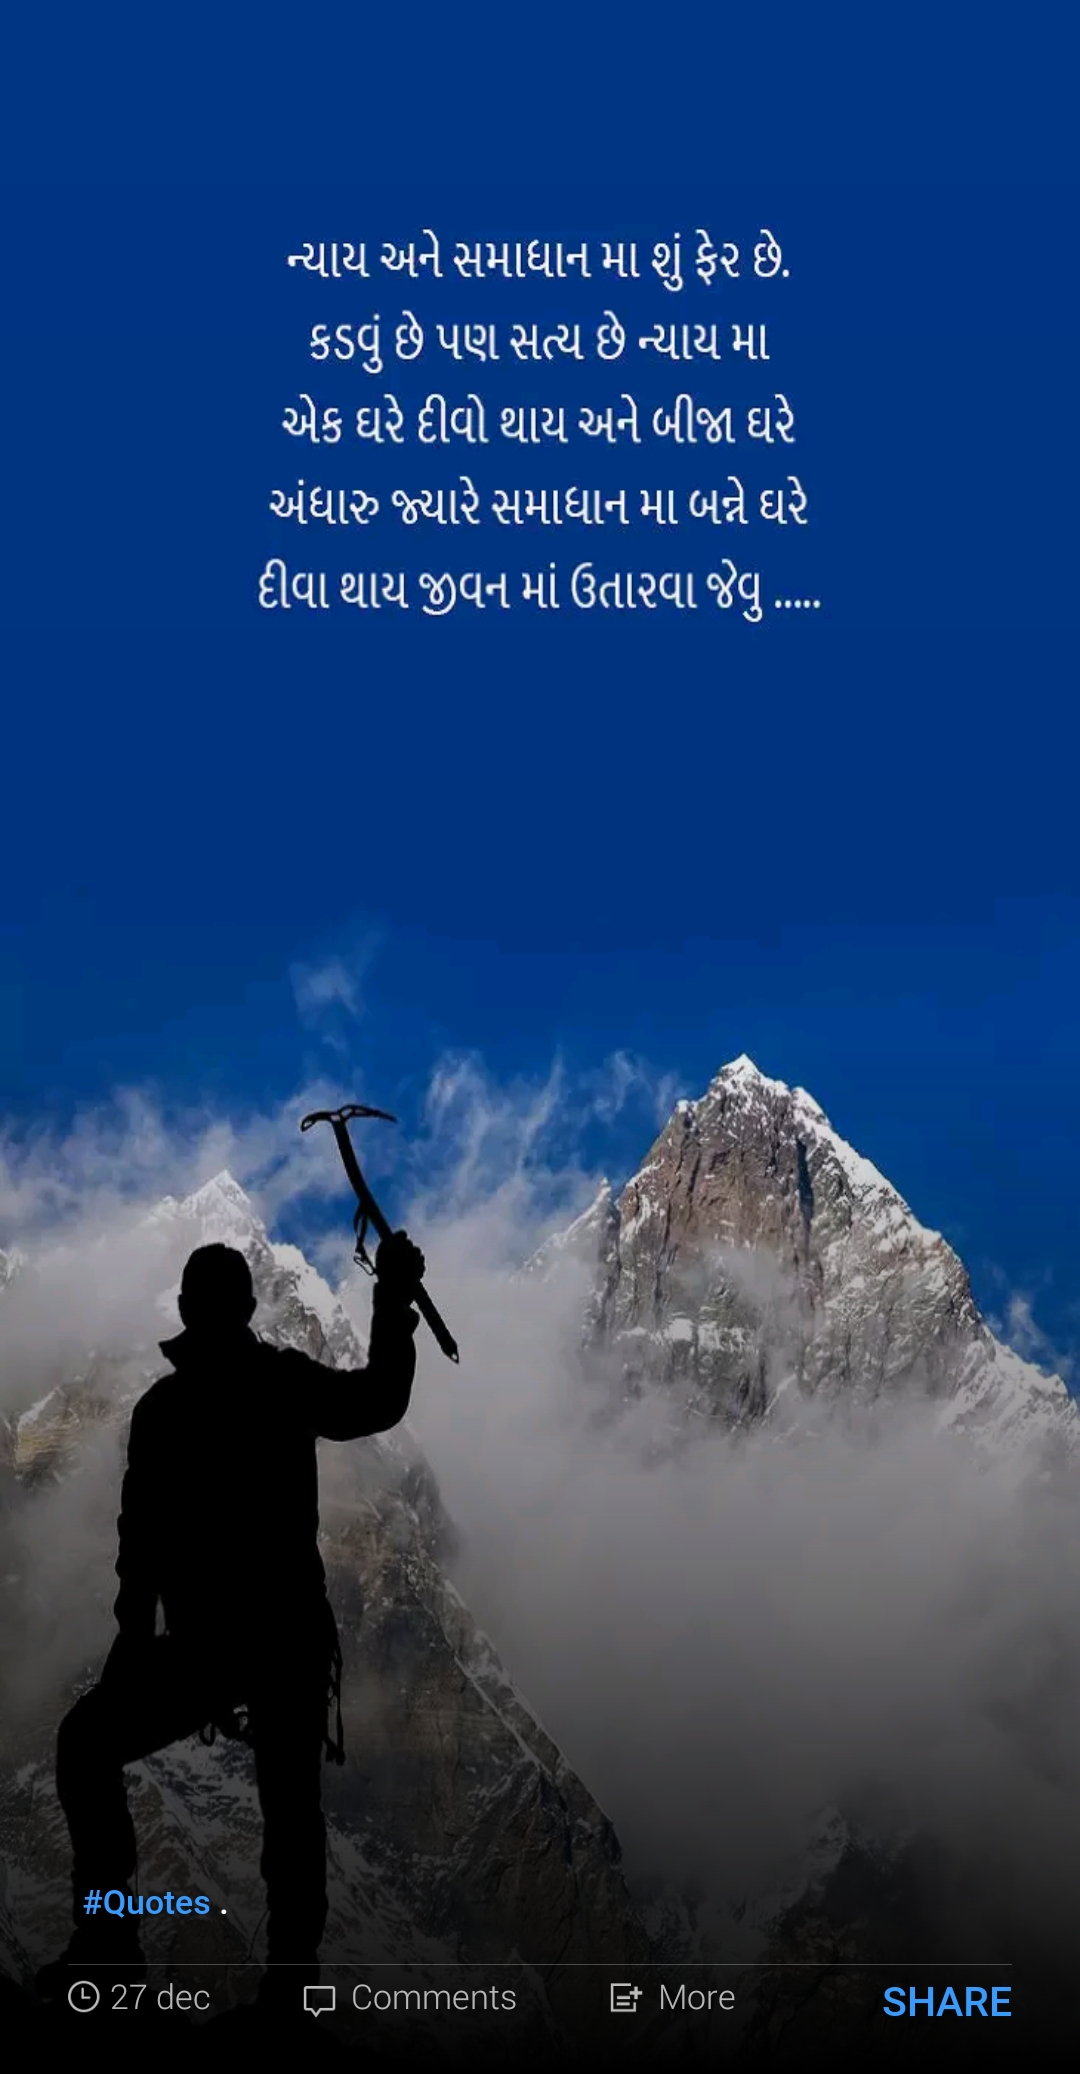 ન્યાય અને સમાધાન મા શું ફેર છે.
કડવું છે પણ સત્ય છે ન્યાય મા
એક ઘરે દીવો થાય અને બીજા ઘરે
અંધારુ જ્યારે સમાધાન મા બન્ને ઘરે
દીવા થાય જીવન માં ઉતારવા જેવુ .....
#Quotes .
27 dec
Comments
More
SHARE